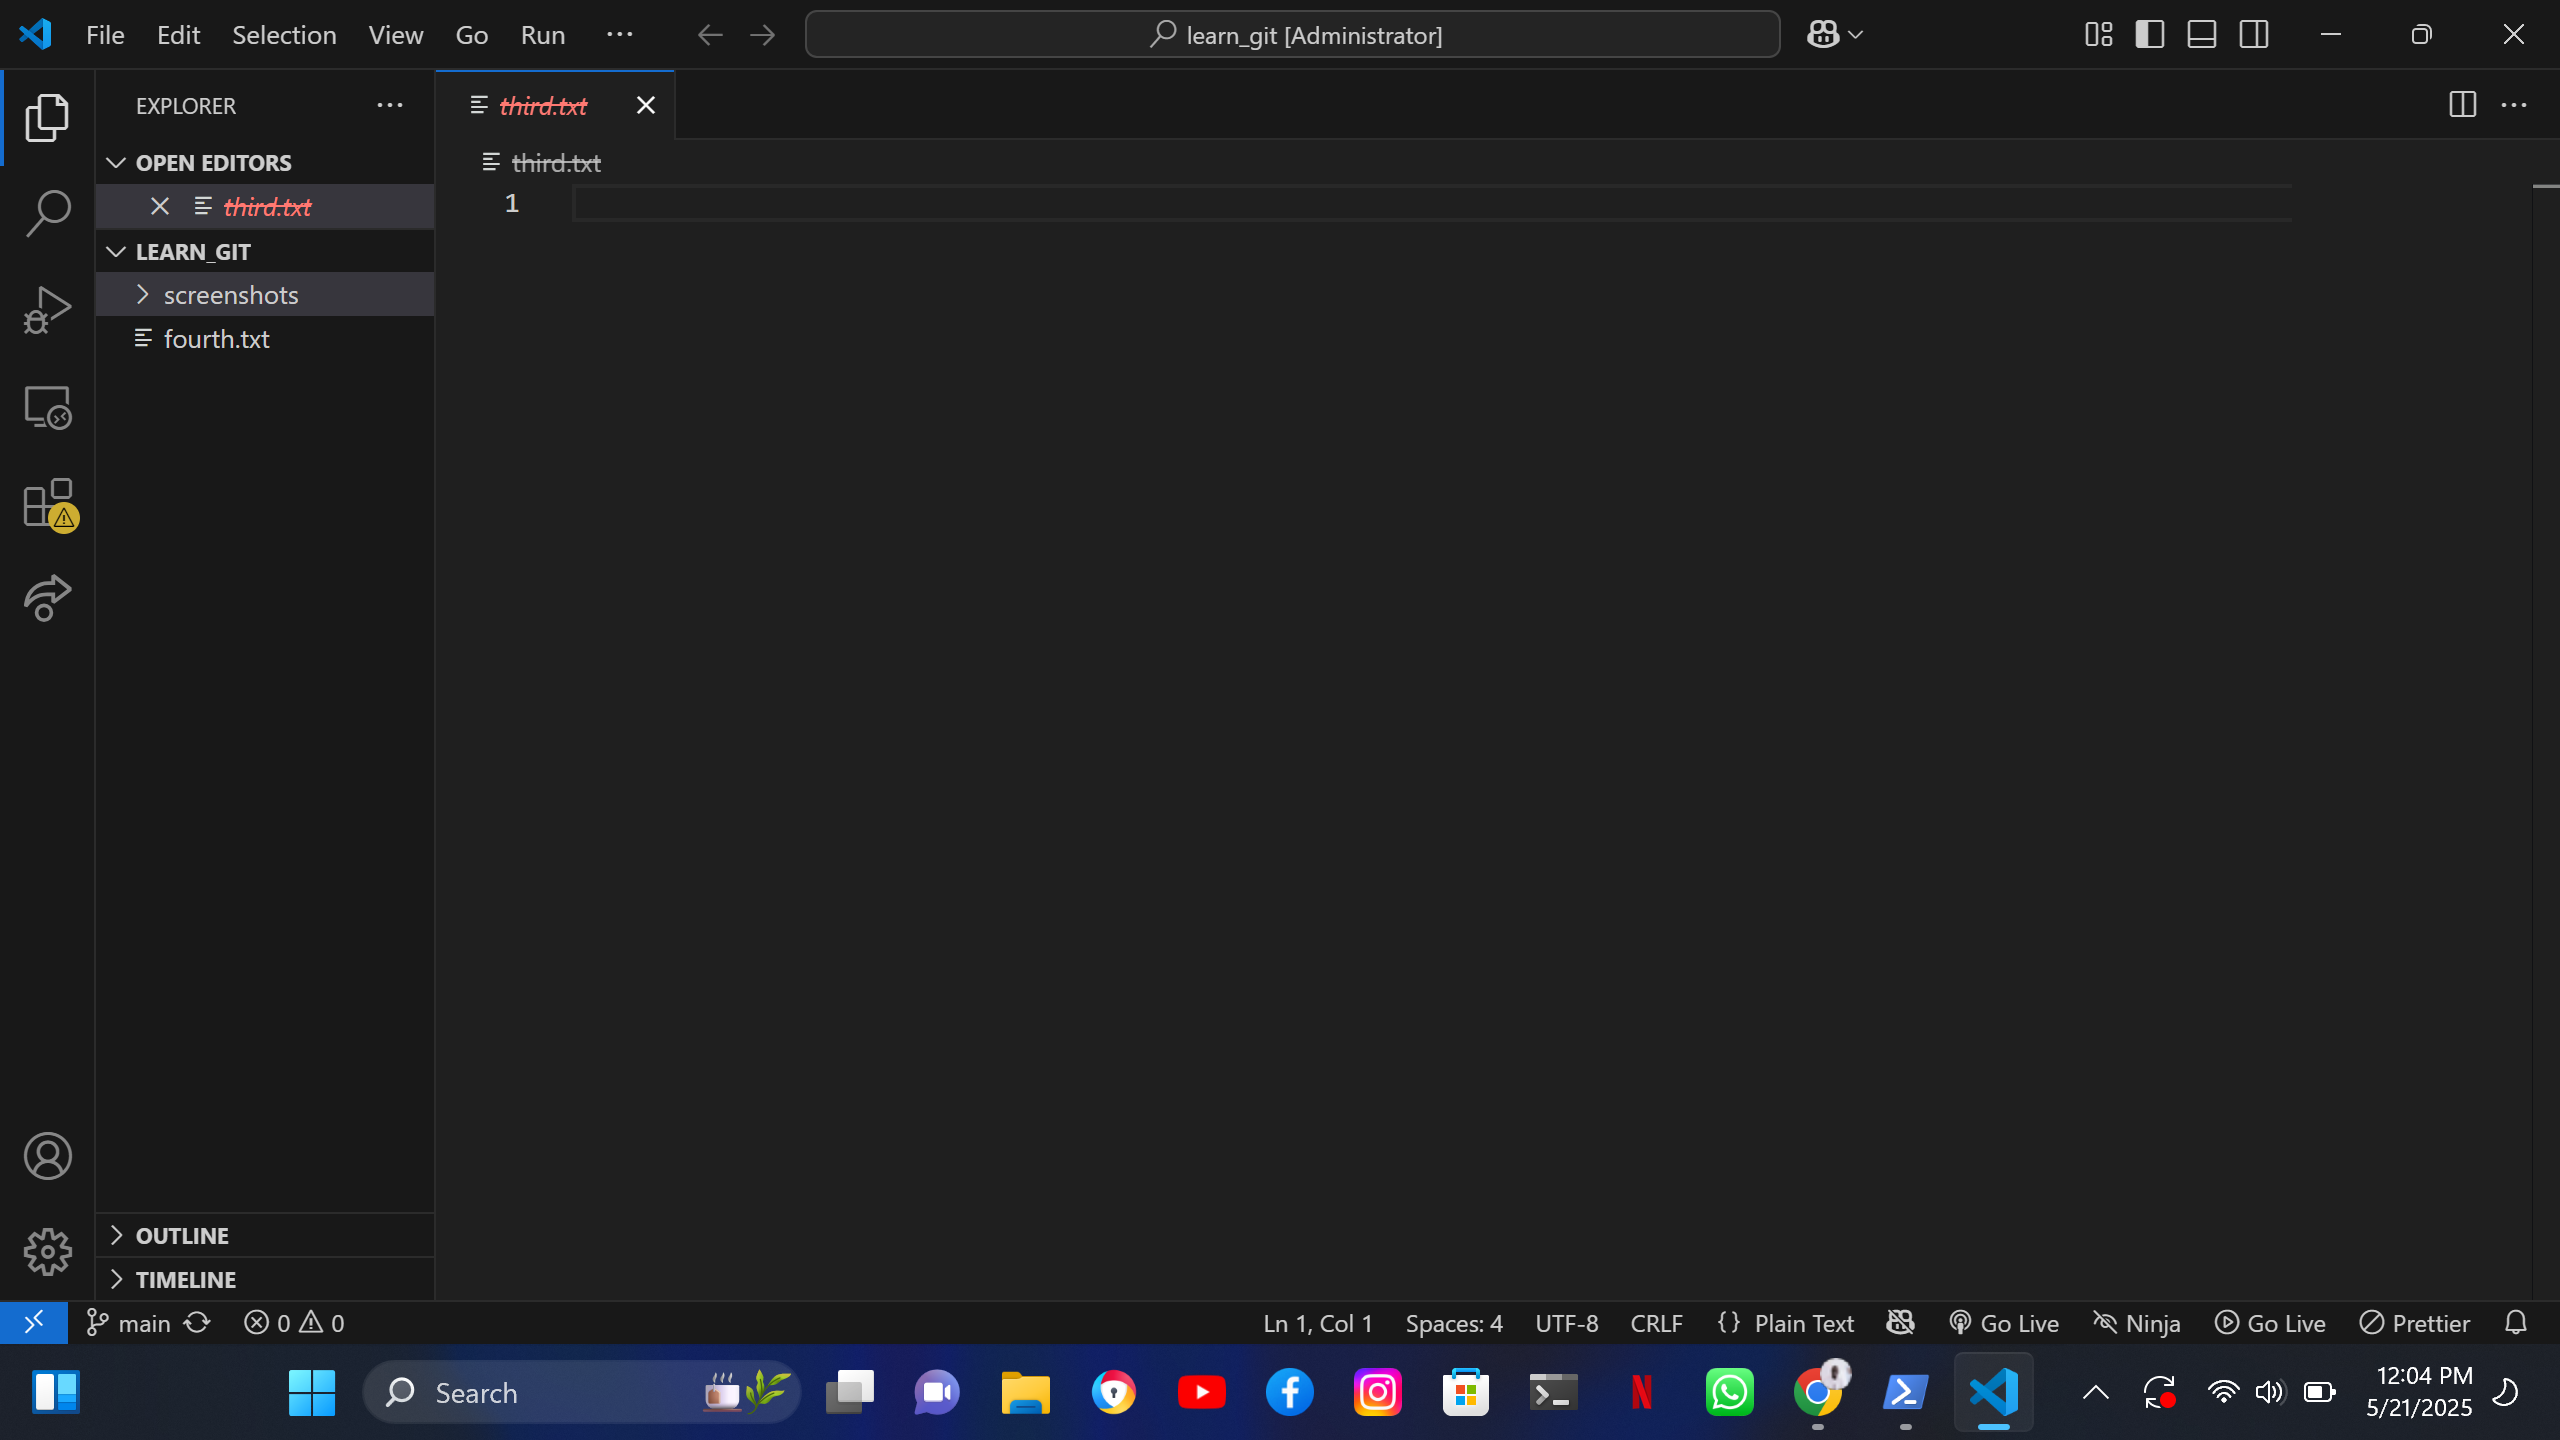 File Edit Selection View Go Run ··· learn_git [Administrator]
EXPLORER ···
third.txt
OPEN EDITORS
third.txt
third.txt
1
LEARN_GIT
screenshots
fourth.txt
OUTLINE
TIMELINE
main 0 0 Ln 1, Col 1 Spaces: 4 UTF-8 CRLF {} Plain Text Go Live Ninja Go Live Prettier
Search
12:04 PM
5/21/2025